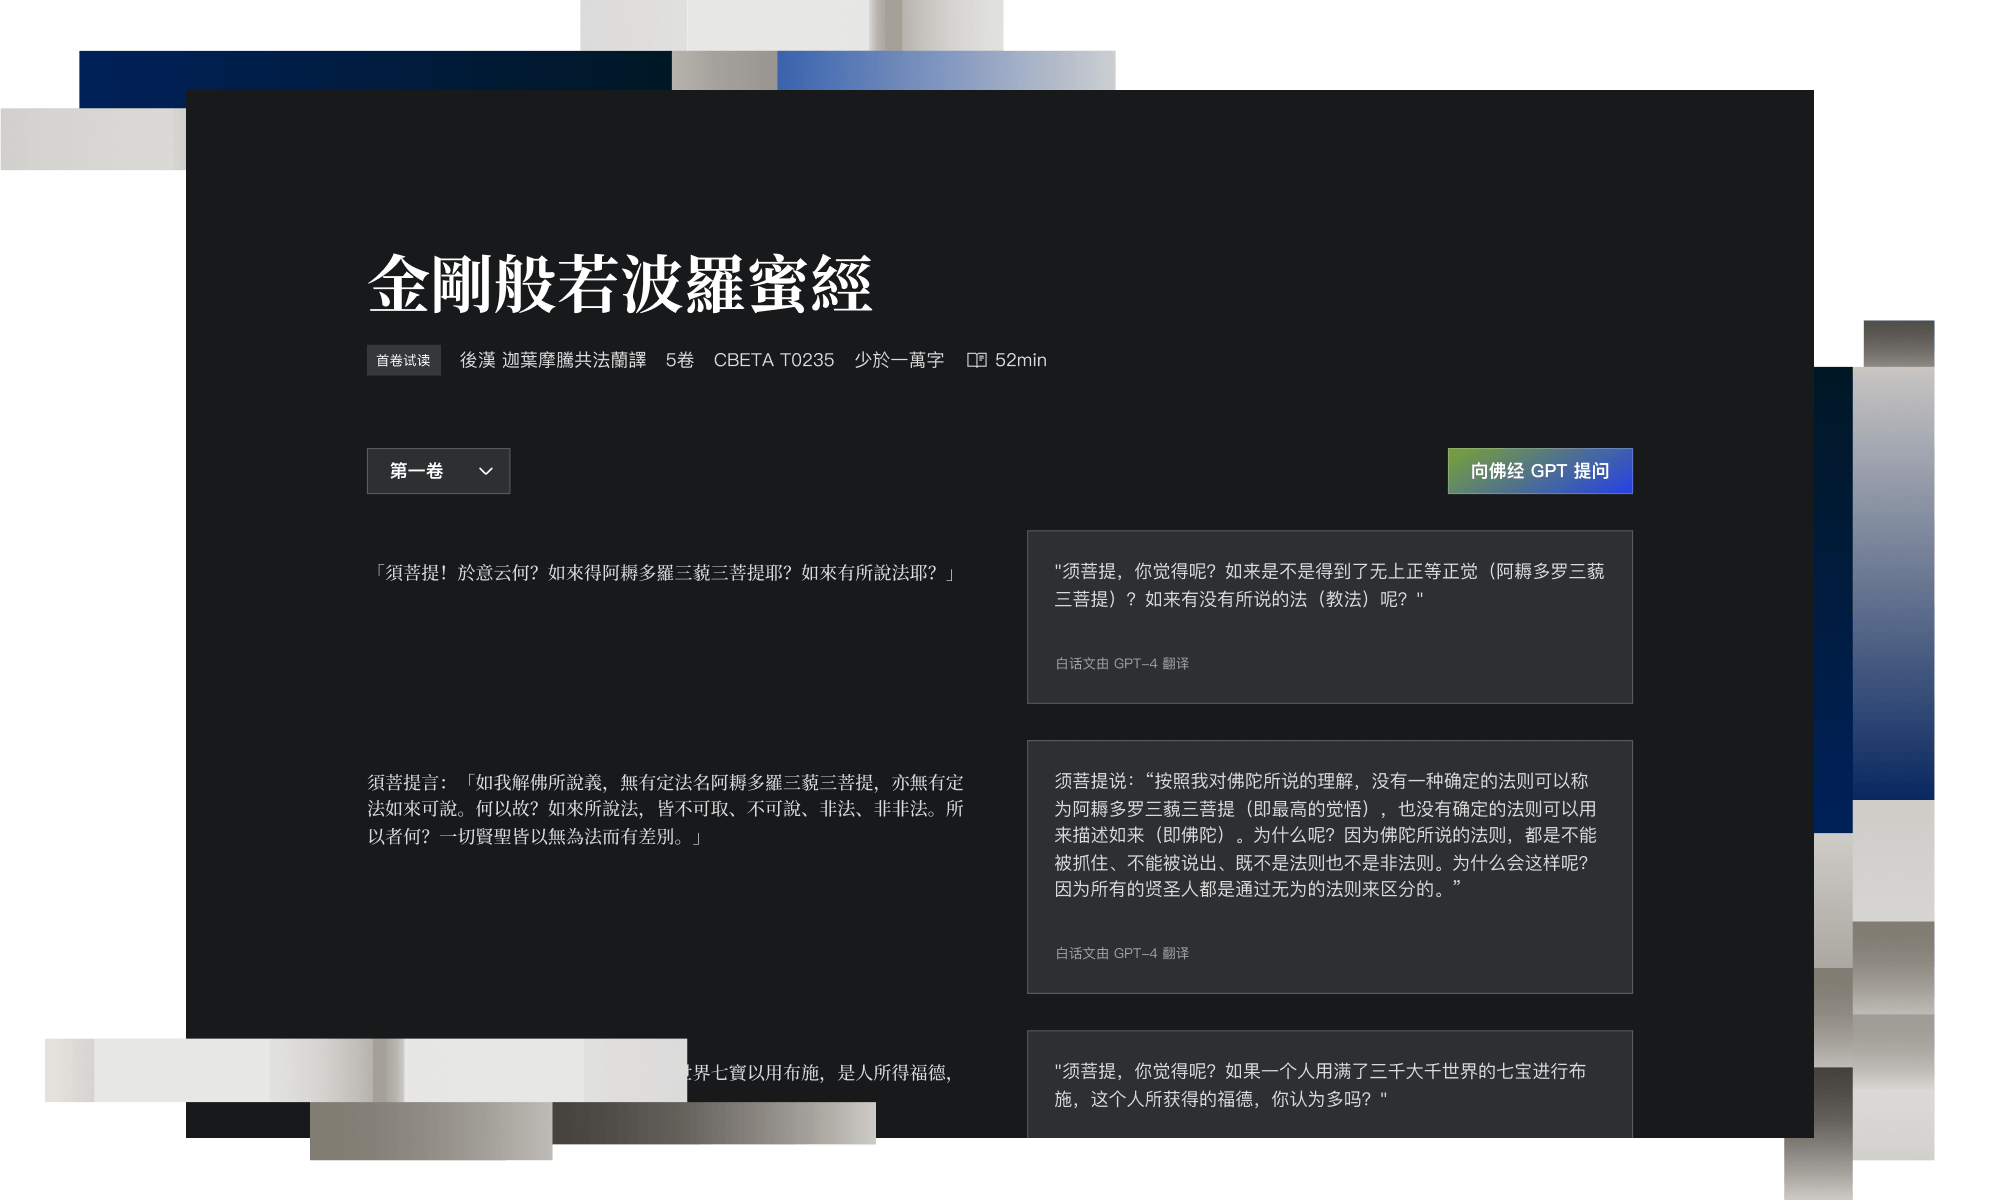 金剛般若波羅蜜經
首卷试读 後漢 迦葉摩騰共法蘭譯 5卷 CBETA T0235 少於一萬字 52min
第一卷
向佛经 GPT 提问
「須菩提！於意云何？如來得阿耨多羅三藐三菩提耶？如來有所說法耶？」
"须菩提，你觉得呢？如来是不是得到了无上正等正觉（阿耨多罗三藐
三菩提）？如来有没有所说的法（教法）呢？"
白话文由 GPT-4 翻译
須菩提言：「如我解佛所說義，無有定法名阿耨多羅三藐三菩提，亦無有定
法如來可說。何以故？如來所說法，皆不可取、不可說、非法、非非法。所
以者何？一切賢聖皆以無為法而有差別。」
须菩提说：“按照我对佛陀所说的理解，没有一种确定的法则可以称
为阿耨多罗三藐三菩提（即最高的觉悟），也没有确定的法则可以用
来描述如来（即佛陀）。为什么呢？因为佛陀所说的法则，都是不能
被抓住、不能被说出、既不是法则也不是非法则。为什么会这样呢？
因为所有的贤圣人都是通过无为的法则来区分的。”
白话文由 GPT-4 翻译
界七寶以用布施，是人所得福德，
"须菩提，你觉得呢？如果一个人用满了三千大千世界的七宝进行布
施，这个人所获得的福德，你认为多吗？"